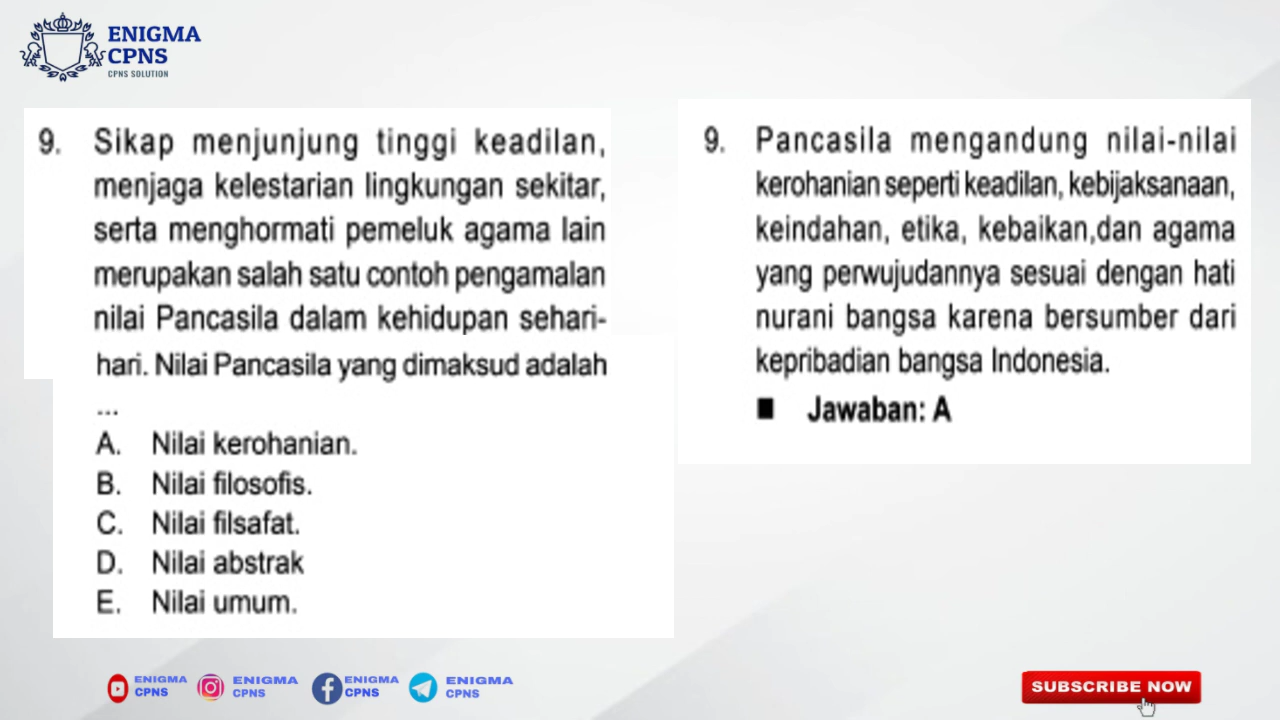 ENIGMA
CPNS
CPNS SOLUTION
9. Sikap menjunjung tinggi keadilan,
menjaga kelestarian lingkungan sekitar,
serta menghormati pemeluk agama lain
merupakan salah satu contoh pengamalan
nilai Pancasila dalam kehidupan sehari-
hari. Nilai Pancasila yang dimaksud adalah
...
A. Nilai kerohanian.
B. Nilai filosofis.
C. Nilai filsafat.
D. Nilai abstrak
E. Nilai umum.
9. Pancasila mengandung nilai-nilai
kerohanian seperti keadilan, kebijaksanaan,
keindahan, etika, kebaikan,dan agama
yang perwujudannya sesuai dengan hati
nurani bangsa karena bersumber dari
kepribadian bangsa Indonesia.
■ Jawaban: A
ENIGMA
CPNS
ENIGMA
CPNS
ENIGMA
CPNS
ENIGMA
CPNS
SUBSCRIBE NOW